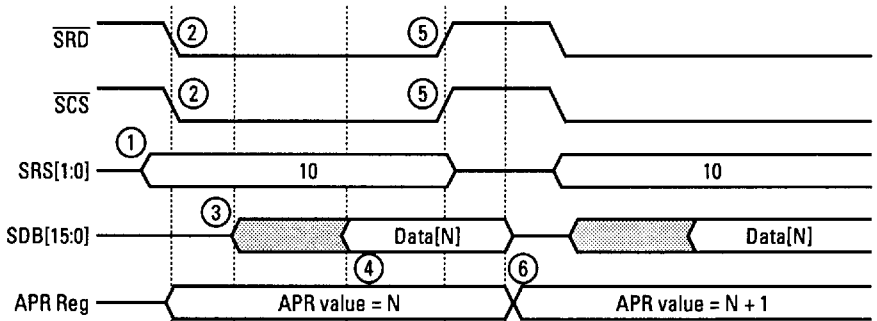 SRD ② ⑤
SCS ② ⑤
①
SRS[1:0] 10 10
③
SDB[15:0] Data[N] Data[N]
④ ⑥
APR Reg APR value = N APR value = N + 1